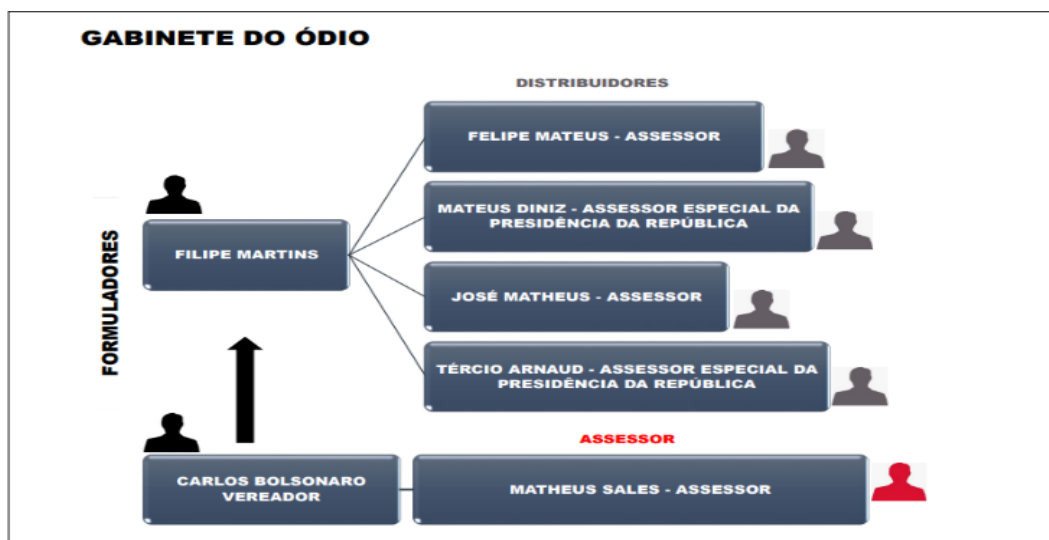 GABINETE DO ÓDIO
DISTRIBUIDORES
FELIPE MATEUS - ASSESSOR
MATEUS DINIZ - ASSESSOR ESPECIAL DA
PRESIDÊNCIA DA REPÚBLICA
FORMULADORES
FILIPE MARTINS
JOSÉ MATHEUS - ASSESSOR
TÉRCIO ARNAUD - ASSESSOR ESPECIAL DA
PRESIDÊNCIA DA REPÚBLICA
ASSESSOR
CARLOS BOLSONARO
VEREADOR
MATHEUS SALES - ASSESSOR